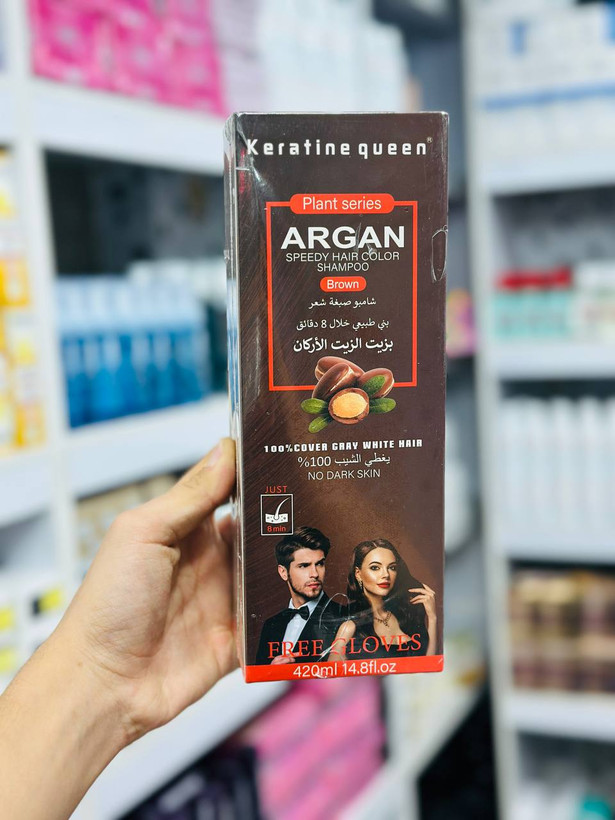 Keratine queen®
Plant series
ARGAN
SPEEDY HAIR COLOR
SHAMPOO
Brown
شامبو صبغة شعر
بني طبيعي خلال 8 دقائق
بزيت الزيت الأركان
100%COVER GRAY WHITE HAIR
يغطي الشيب 100%
NO DARK SKIN
JUST
8 min
FREE GLOVES
420ml 14.8fl.oz